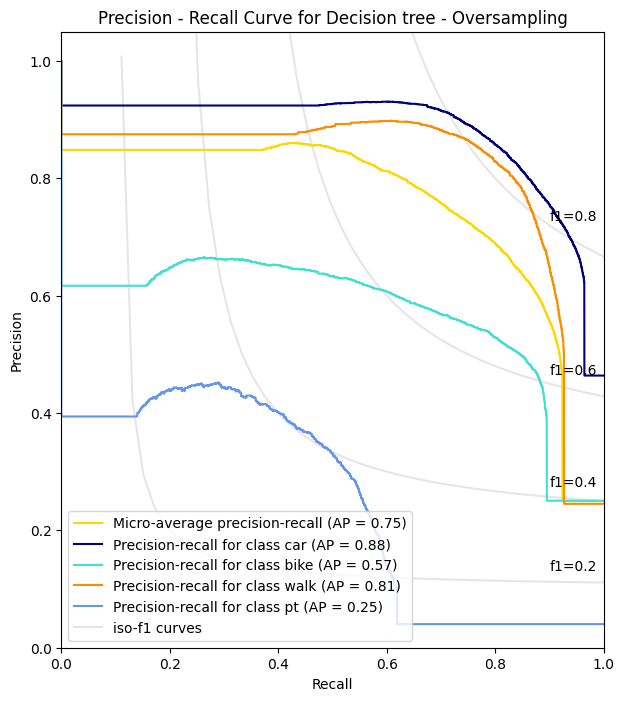 Precision - Recall Curve for Decision tree - Oversampling
1.0
0.8
0.6
0.4
0.2
0.0
Precision
f1=0.8
f1=0.6
f1=0.4
f1=0.2
Micro-average precision-recall (AP = 0.75)
Precision-recall for class car (AP = 0.88)
Precision-recall for class bike (AP = 0.57)
Precision-recall for class walk (AP = 0.81)
Precision-recall for class pt (AP = 0.25)
iso-f1 curves
0.0 0.2 0.4 0.6 0.8 1.0
Recall